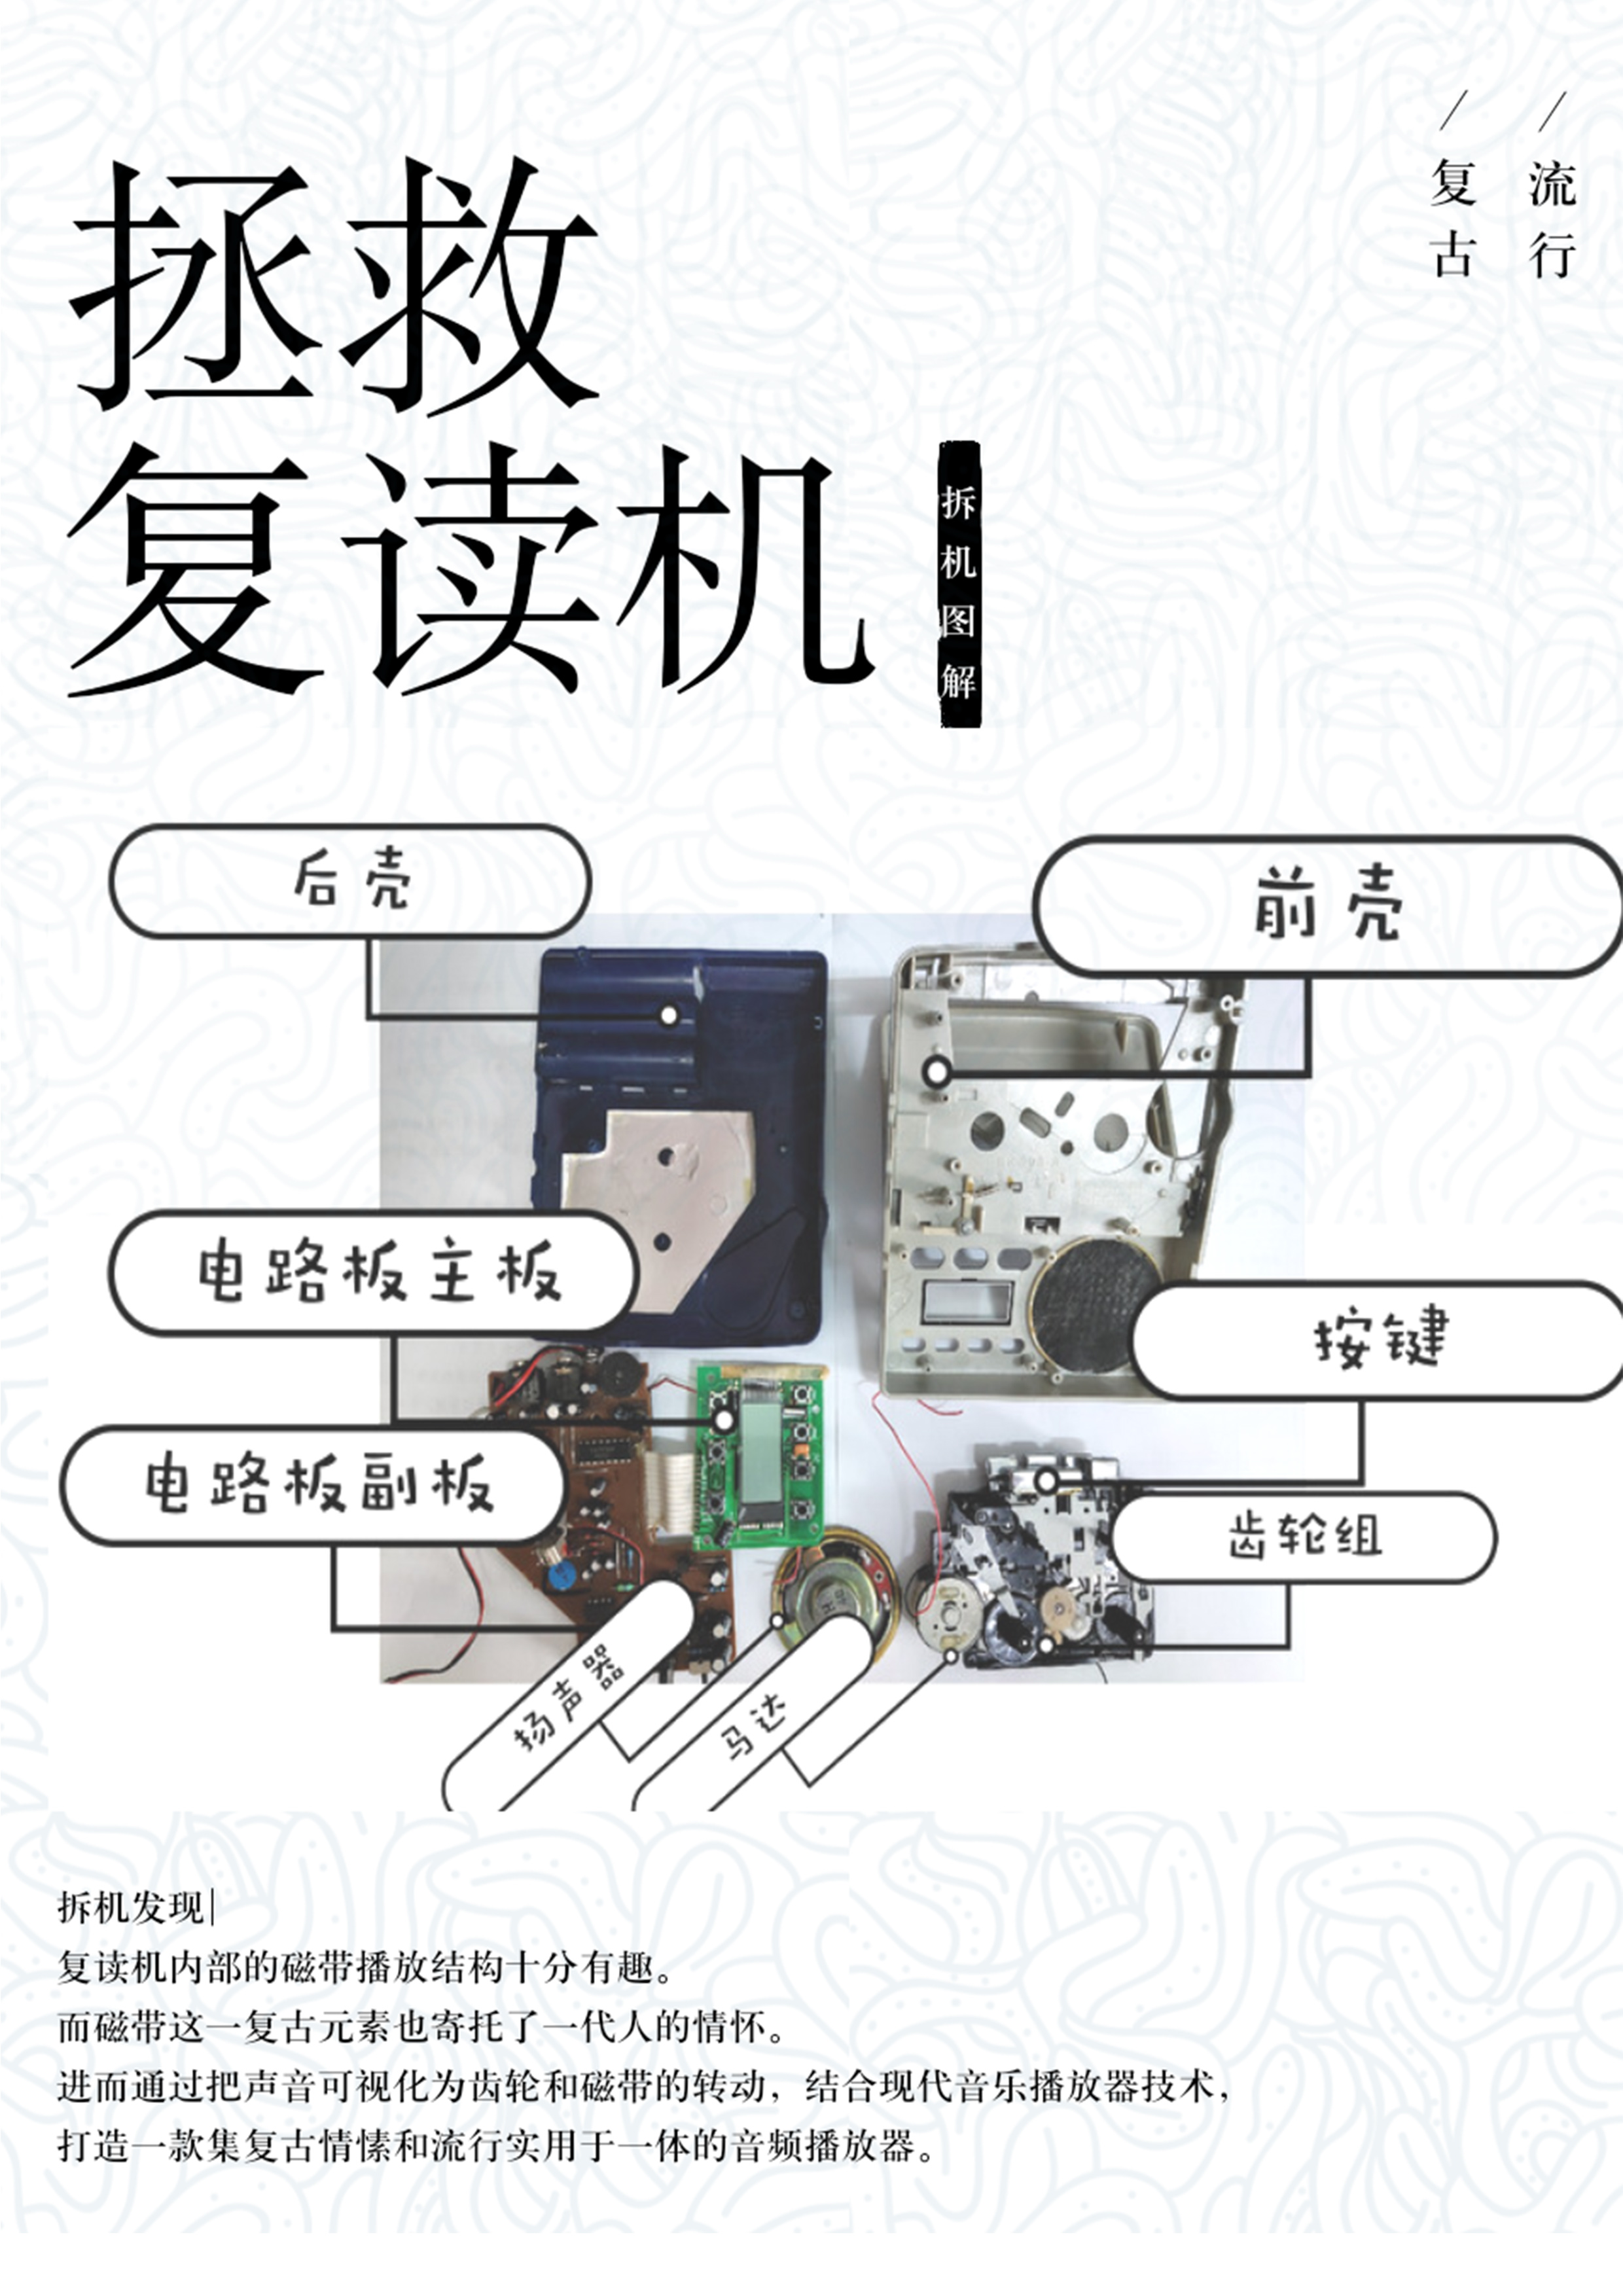 拯救
复读机
拆机图解
流行
复古
后壳
前壳
电路板主板
按键
电路板副板
齿轮组
扬声器
马达
拆机发现|
复读机内部的磁带播放结构十分有趣。
而磁带这一复古元素也寄托了一代人的情怀。
进而通过把声音可视化为齿轮和磁带的转动，结合现代音乐播放器技术，
打造一款集复古情愫和流行实用于一体的音频播放器。